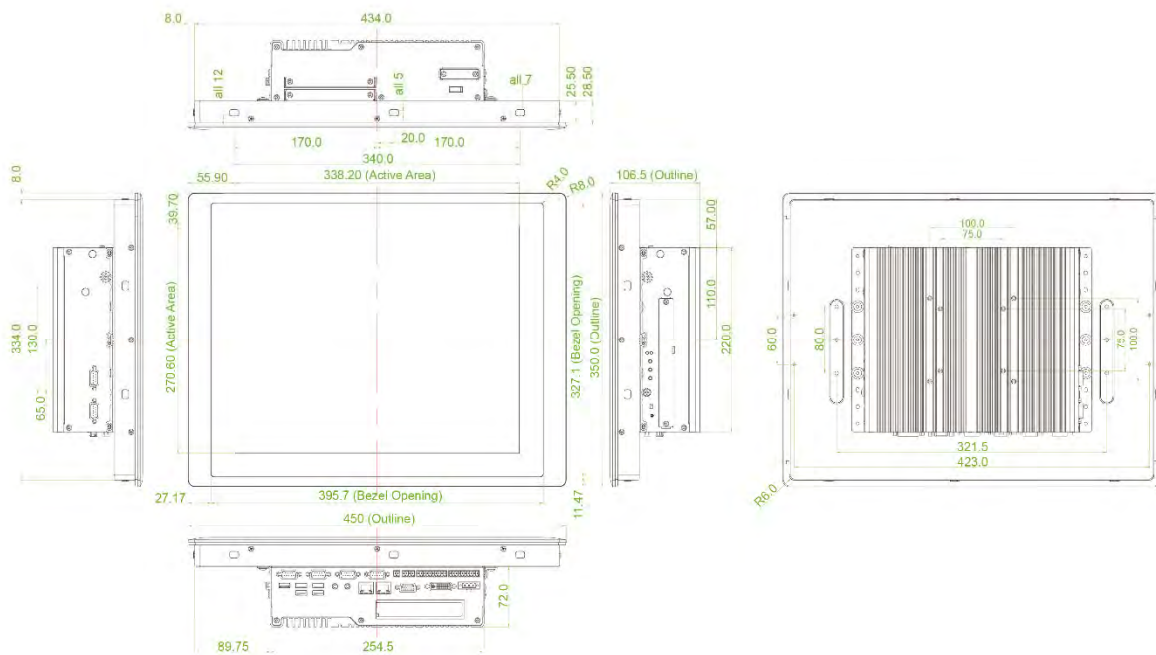 8.0
434.0
all 12
all 5
all 7
25.50
28.50
170.0
20.0
170.0
340.0
55.90
338.20 (Active Area)
R4.0
R8.0
106.5 (Outline)
8.0
39.70
57.00
100.0
75.0
334.0
130.0
65.0
270.60 (Active Area)
327.1 (Bezel Opening)
350.0 (Outline)
110.0
220.0
60.0
80.0
75.0
100.0
321.5
423.0
R6.0
27.17
395.7 (Bezel Opening)
11.47
450 (Outline)
72.0
89.75
254.5